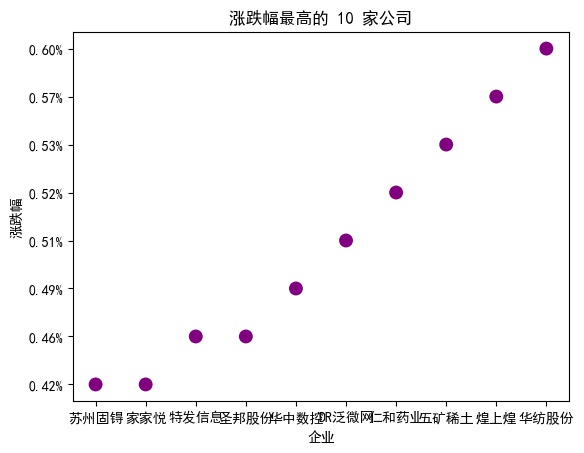 涨跌幅最高的 10 家公司
涨跌幅
0.60%
0.57%
0.53%
0.52%
0.51%
0.49%
0.46%
0.42%
苏州固锝 家家悦 特发信息 圣邦股份 华中数控 DR泛微网 仁和药业 五矿稀土 煌上煌 华纺股份
企业